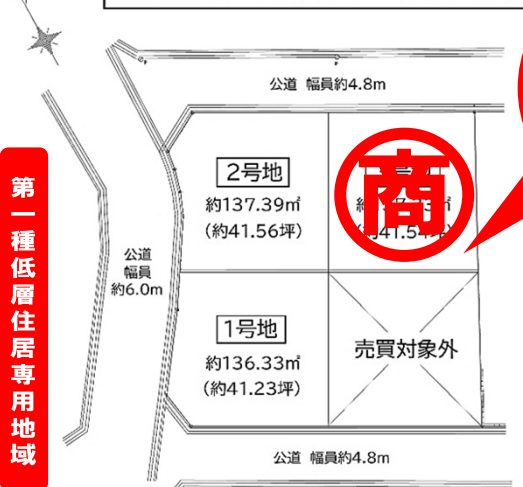 公道 幅員約4.8m
2号地
約137.39㎡
(約41.56坪)
商
第一種低層住居専用地域
公道
幅員
約6.0m
1号地
約136.33㎡
(約41.23坪)
売買対象外
公道 幅員約4.8m